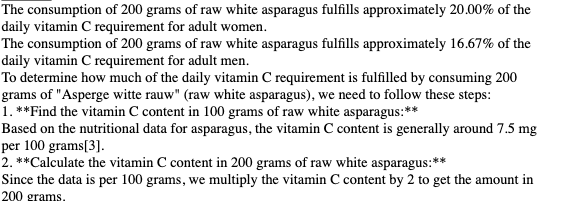 The consumption of 200 grams of raw white asparagus fulfills approximately 20.00% of the
daily vitamin C requirement for adult women.
The consumption of 200 grams of raw white asparagus fulfills approximately 16.67% of the
daily vitamin C requirement for adult men.
To determine how much of the daily vitamin C requirement is fulfilled by consuming 200
grams of "Asperge witte rauw" (raw white asparagus), we need to follow these steps:
1. **Find the vitamin C content in 100 grams of raw white asparagus:**
Based on the nutritional data for asparagus, the vitamin C content is generally around 7.5 mg
per 100 grams[3].
2. **Calculate the vitamin C content in 200 grams of raw white asparagus:**
Since the data is per 100 grams, we multiply the vitamin C content by 2 to get the amount in
200 grams.